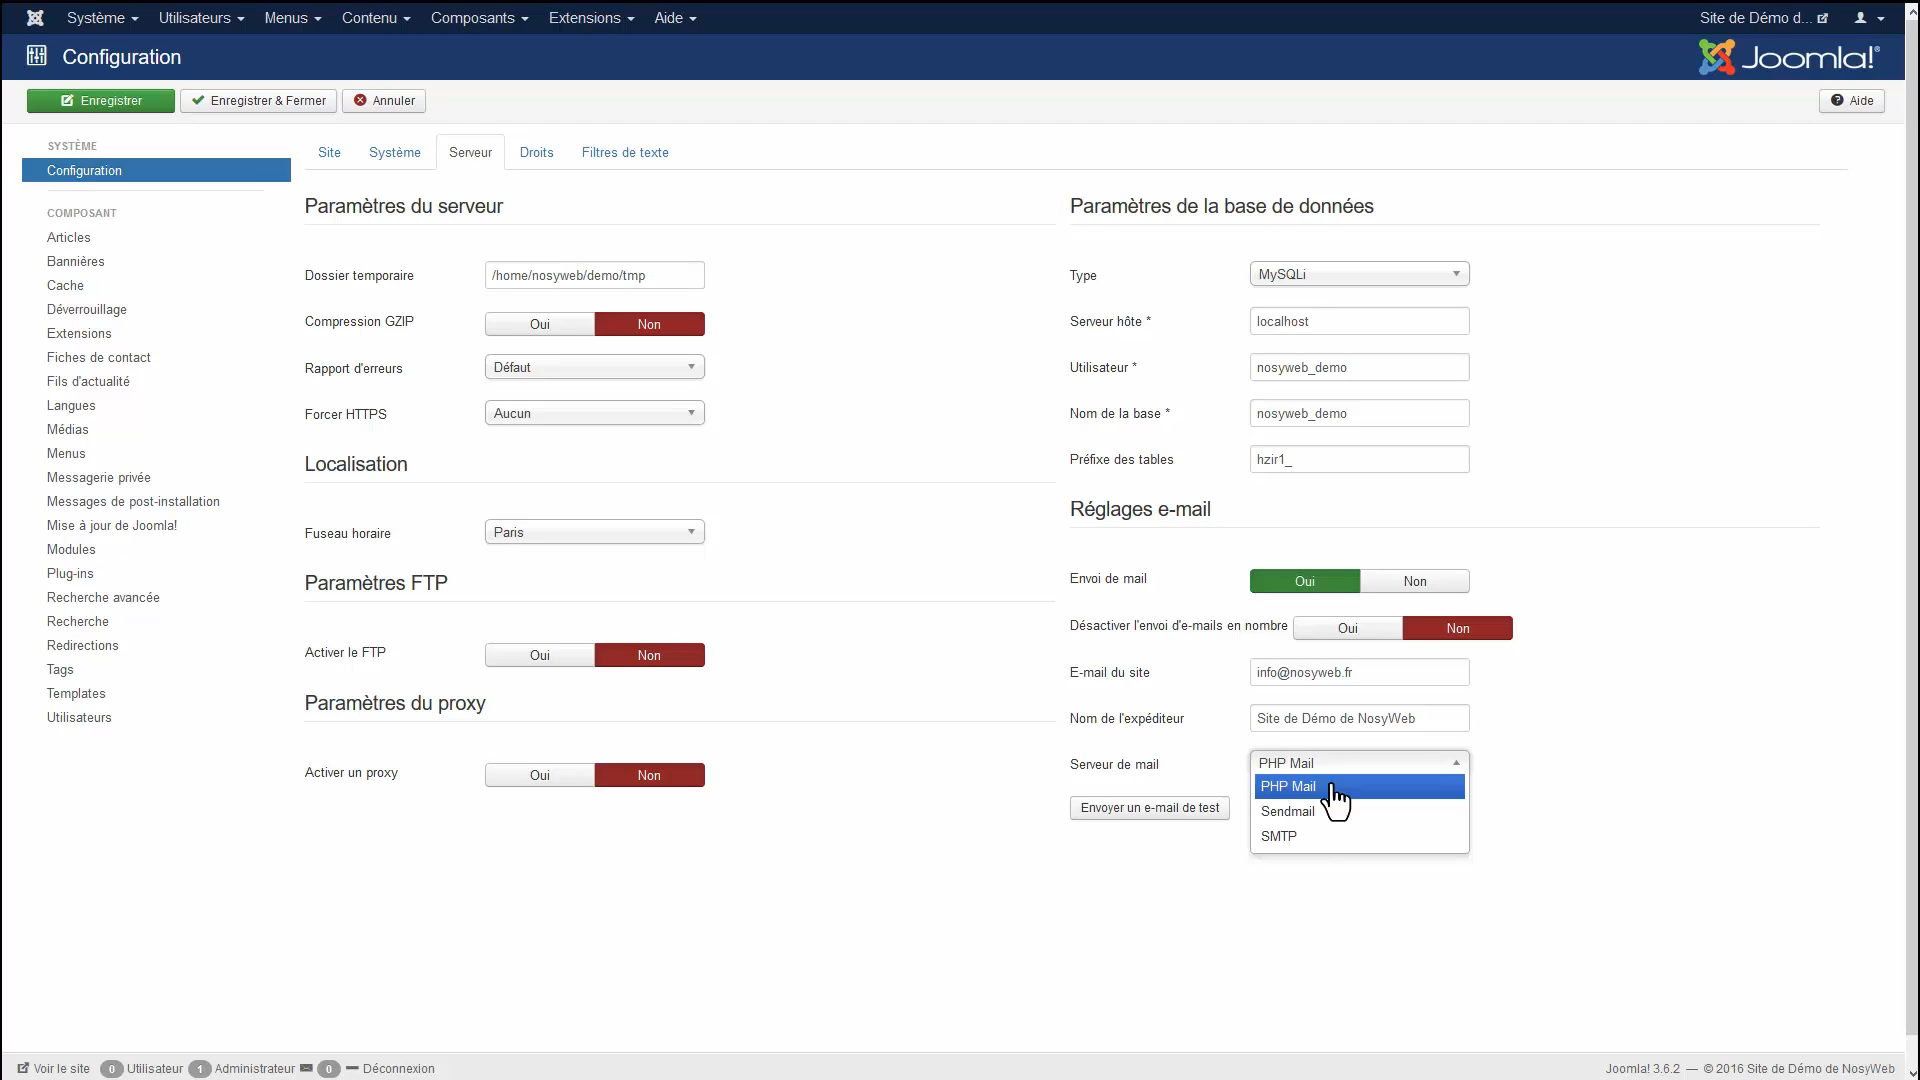 Système Utilisateurs Menus Contenu Composants Extensions Aide Site de Démo d...
Configuration Joomla!®
Enregistrer Enregistrer & Fermer Annuler Aide
SYSTÈME
Configuration
COMPOSANT
Articles
Bannières
Cache
Déverrouillage
Extensions
Fiches de contact
Fils d'actualité
Langues
Médias
Menus
Messagerie privée
Messages de post-installation
Mise à jour de Joomla!
Modules
Plug-ins
Recherche avancée
Recherche
Redirections
Tags
Templates
Utilisateurs
Site Système Serveur Droits Filtres de texte
Paramètres du serveur
Dossier temporaire /home/nosyweb/demo/tmp
Compression GZIP Oui Non
Rapport d'erreurs Défaut
Forcer HTTPS Aucun
Localisation
Fuseau horaire Paris
Paramètres FTP
Activer le FTP Oui Non
Paramètres du proxy
Activer un proxy Oui Non
Paramètres de la base de données
Type MySQLi
Serveur hôte * localhost
Utilisateur * nosyweb_demo
Nom de la base * nosyweb_demo
Préfixe des tables hzir1_
Réglages e-mail
Envoi de mail Oui Non
Désactiver l'envoi d'e-mails en nombre Oui Non
E-mail du site info@nosyweb.fr
Nom de l'expéditeur Site de Démo de NosyWeb
Serveur de mail PHP Mail
PHP Mail
Envoyer un e-mail de test Sendmail
SMTP
Voir le site 0 Utilisateur 1 Administrateur 0 Déconnexion Joomla! 3.6.2 — © 2016 Site de Démo de NosyWeb